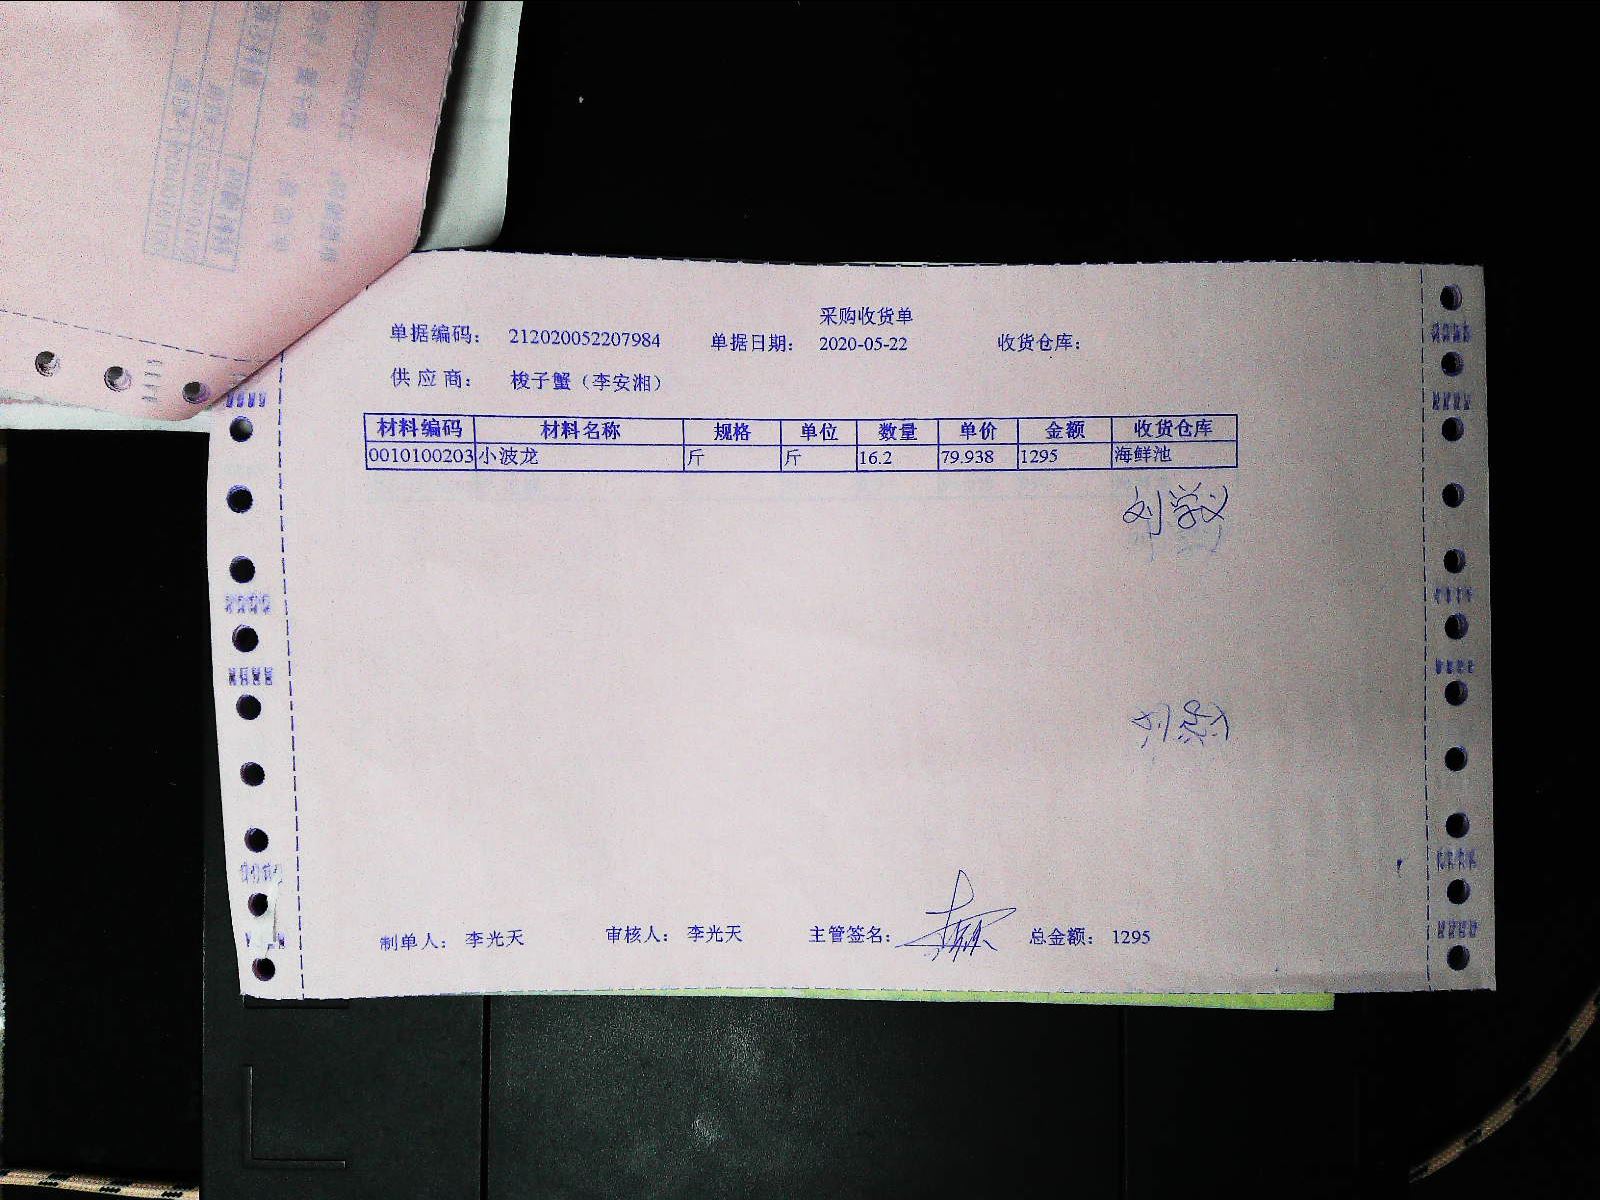 采购收货单
单据编码： 212020052207984 单据日期： 2020-05-22 收货仓库：
供 应 商： 梭子蟹（李安湘）
材料编码 材料名称 规格 单位 数量 单价 金额 收货仓库
0010100203 小波龙 斤 斤 16.2 79.938 1295 海鲜池
制单人： 李光天 审核人： 李光天 主管签名： 总金额： 1295